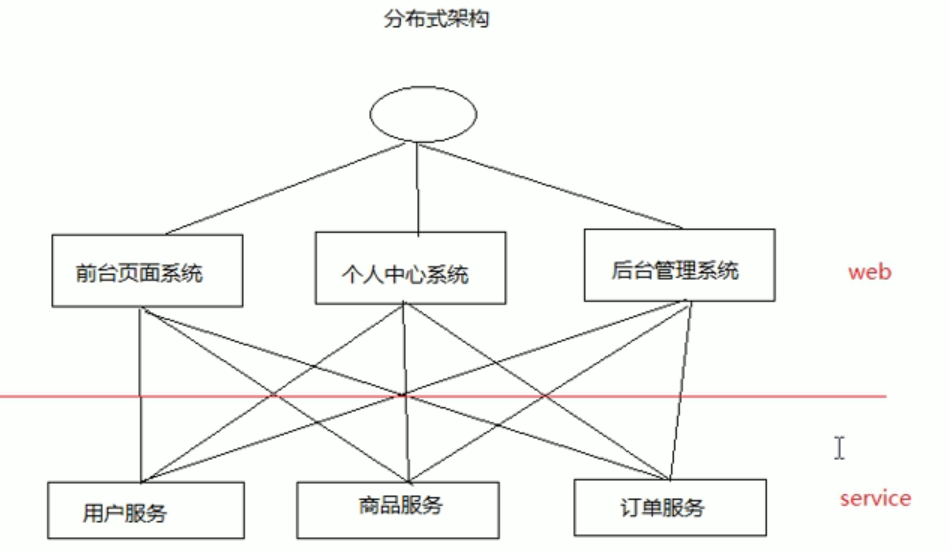 分布式架构
前台页面系统
个人中心系统
后台管理系统
web
用户服务
商品服务
订单服务
service